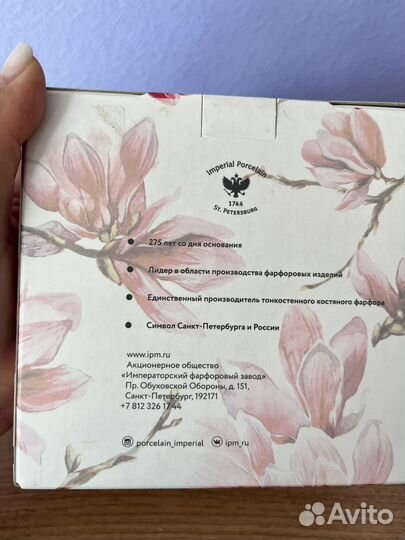 Imperial Porcelain
1744
St. Petersburg
275 лет со дня основания
Лидер в области производства фарфоровых изделий
Единственный производитель тонкостенного костяного фарфора
Символ Санкт-Петербурга и России
www.ipm.ru
Акционерное общество
«Императорский фарфоровый завод»
Пр. Обуховской Обороны, д. 151,
Санкт-Петербург, 192171
+7 812 326 17 44
porcelain_imperial ipm_ru
Avito